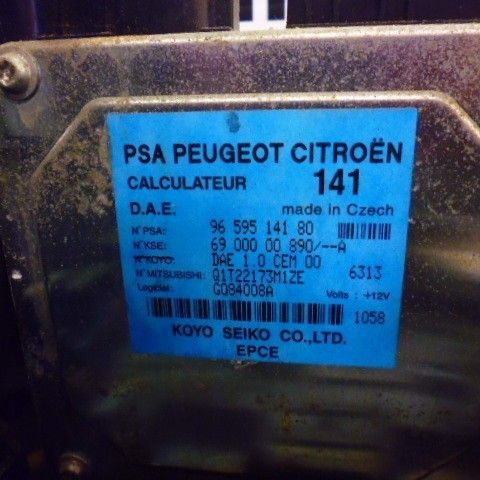 PSA PEUGEOT CITROËN
CALCULATEUR 141
D.A.E. made in Czech
N°PSA: 96 595 141 80
N°KSE: 69 000 00 890/--A
N°KOYO: DAE 1.0 CEM 00
N°MITSUBISHI: Q1T22173M1ZE 6313
Logiciel: GQ84008A Volts : +12V
1058
KOYO SEIKO CO.,LTD.
EPCE